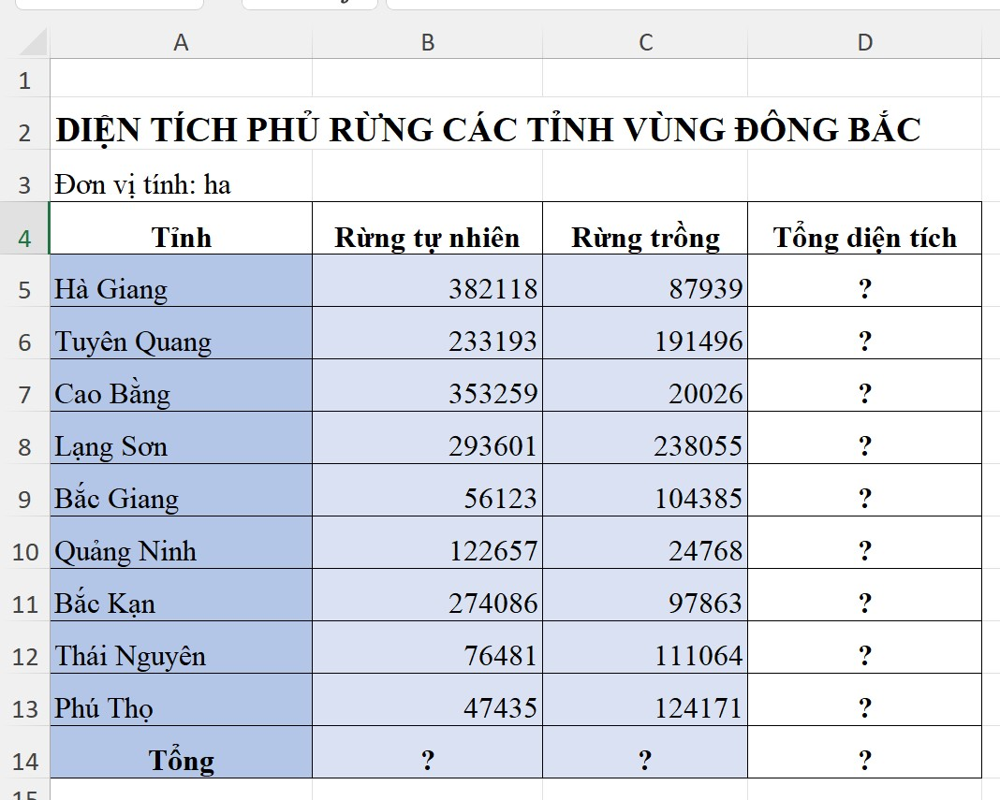 A B C D
1
2 DIỆN TÍCH PHỦ RỪNG CÁC TỈNH VÙNG ĐÔNG BẮC
3 Đơn vị tính: ha
4 Tỉnh Rừng tự nhiên Rừng trồng Tổng diện tích
5 Hà Giang 382118 87939 ?
6 Tuyên Quang 233193 191496 ?
7 Cao Bằng 353259 20026 ?
8 Lạng Sơn 293601 238055 ?
9 Bắc Giang 56123 104385 ?
10 Quảng Ninh 122657 24768 ?
11 Bắc Kạn 274086 97863 ?
12 Thái Nguyên 76481 111064 ?
13 Phú Thọ 47435 124171 ?
14 Tổng ? ? ?
15